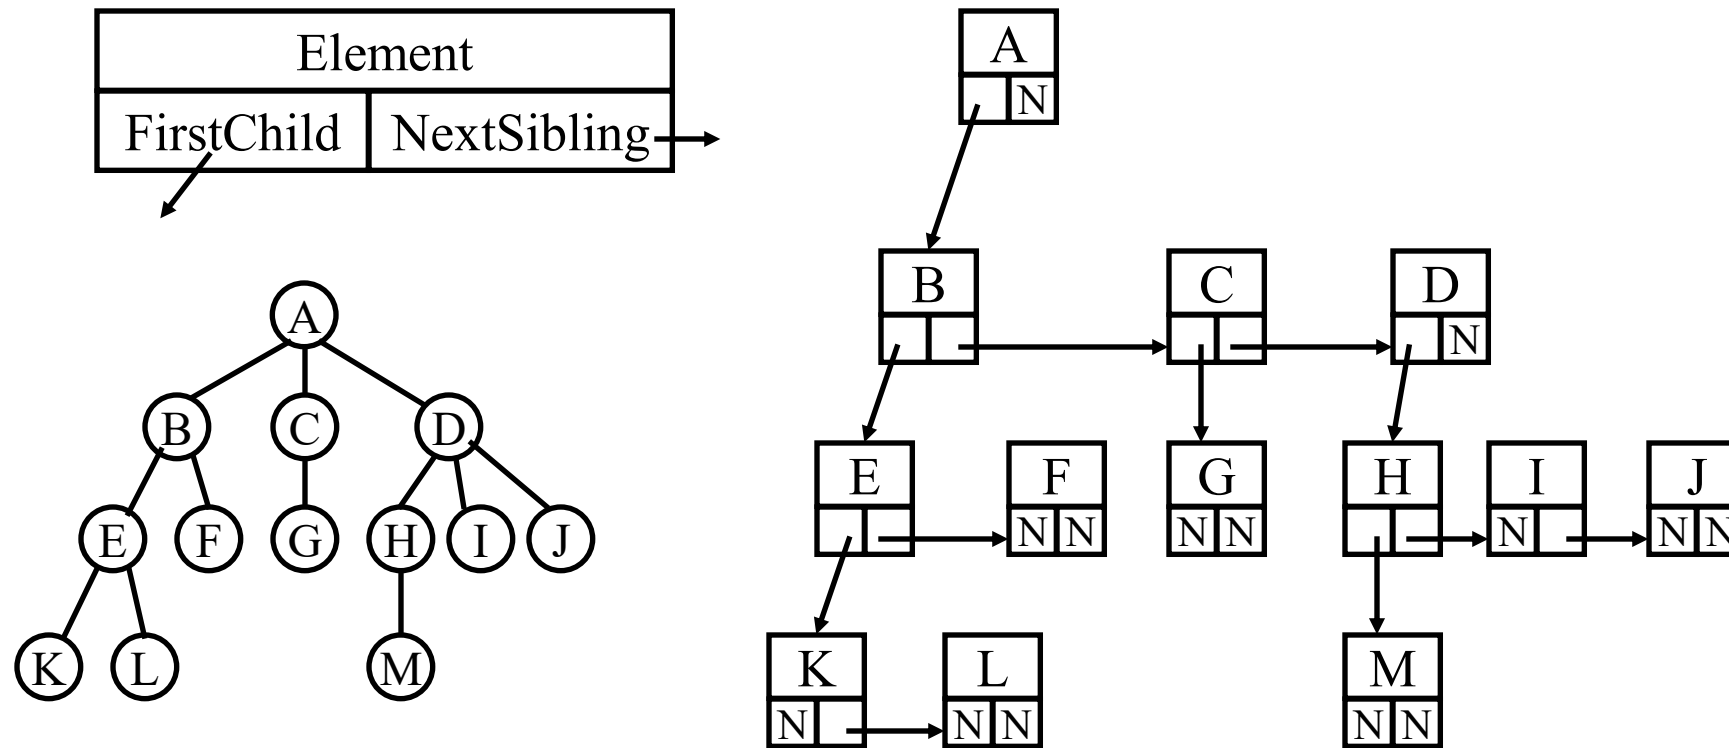 Element
FirstChild NextSibling
A
B C D
E F G H I J
K L M
A
N
B C D
N
E F G H I J
N N N N N N N
K L M
N N N N N